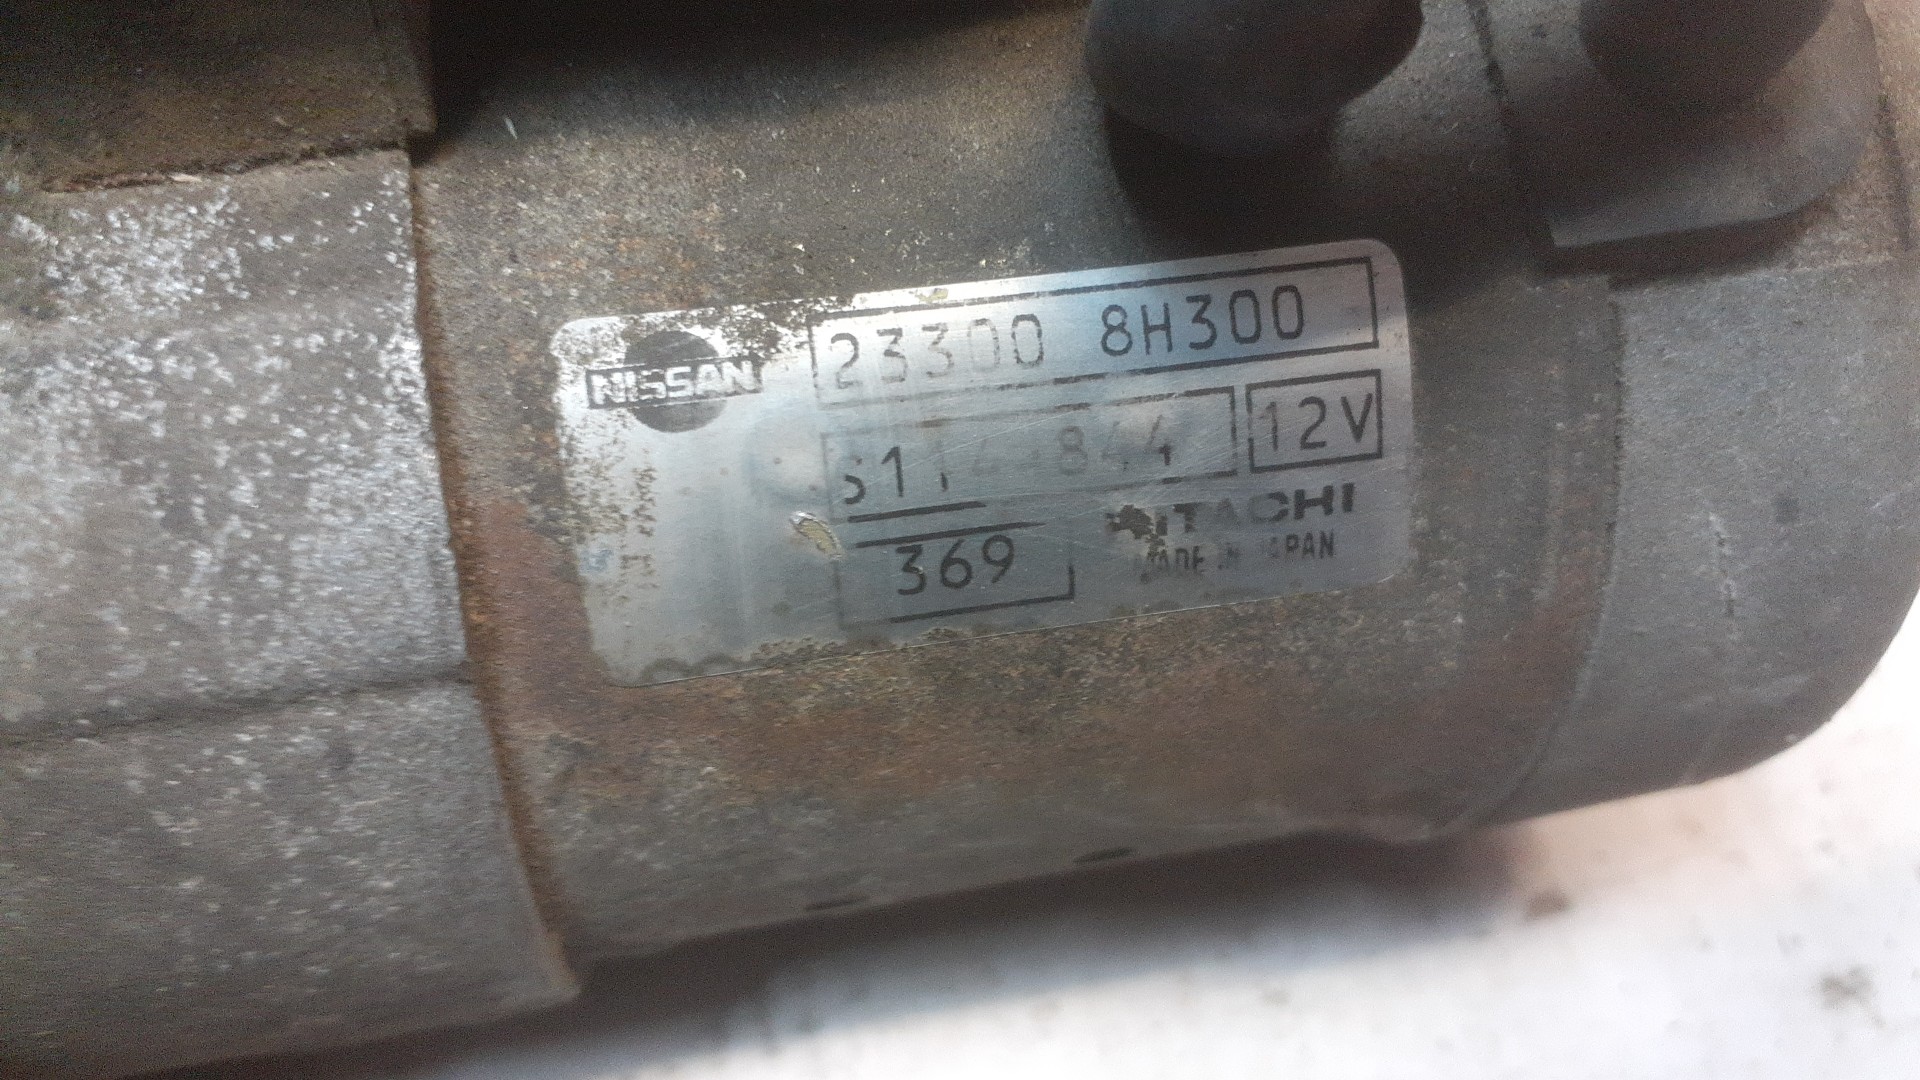 NISSAN
23300 8H300
S114-844
12V
369
HITACHI
MADE IN JAPAN